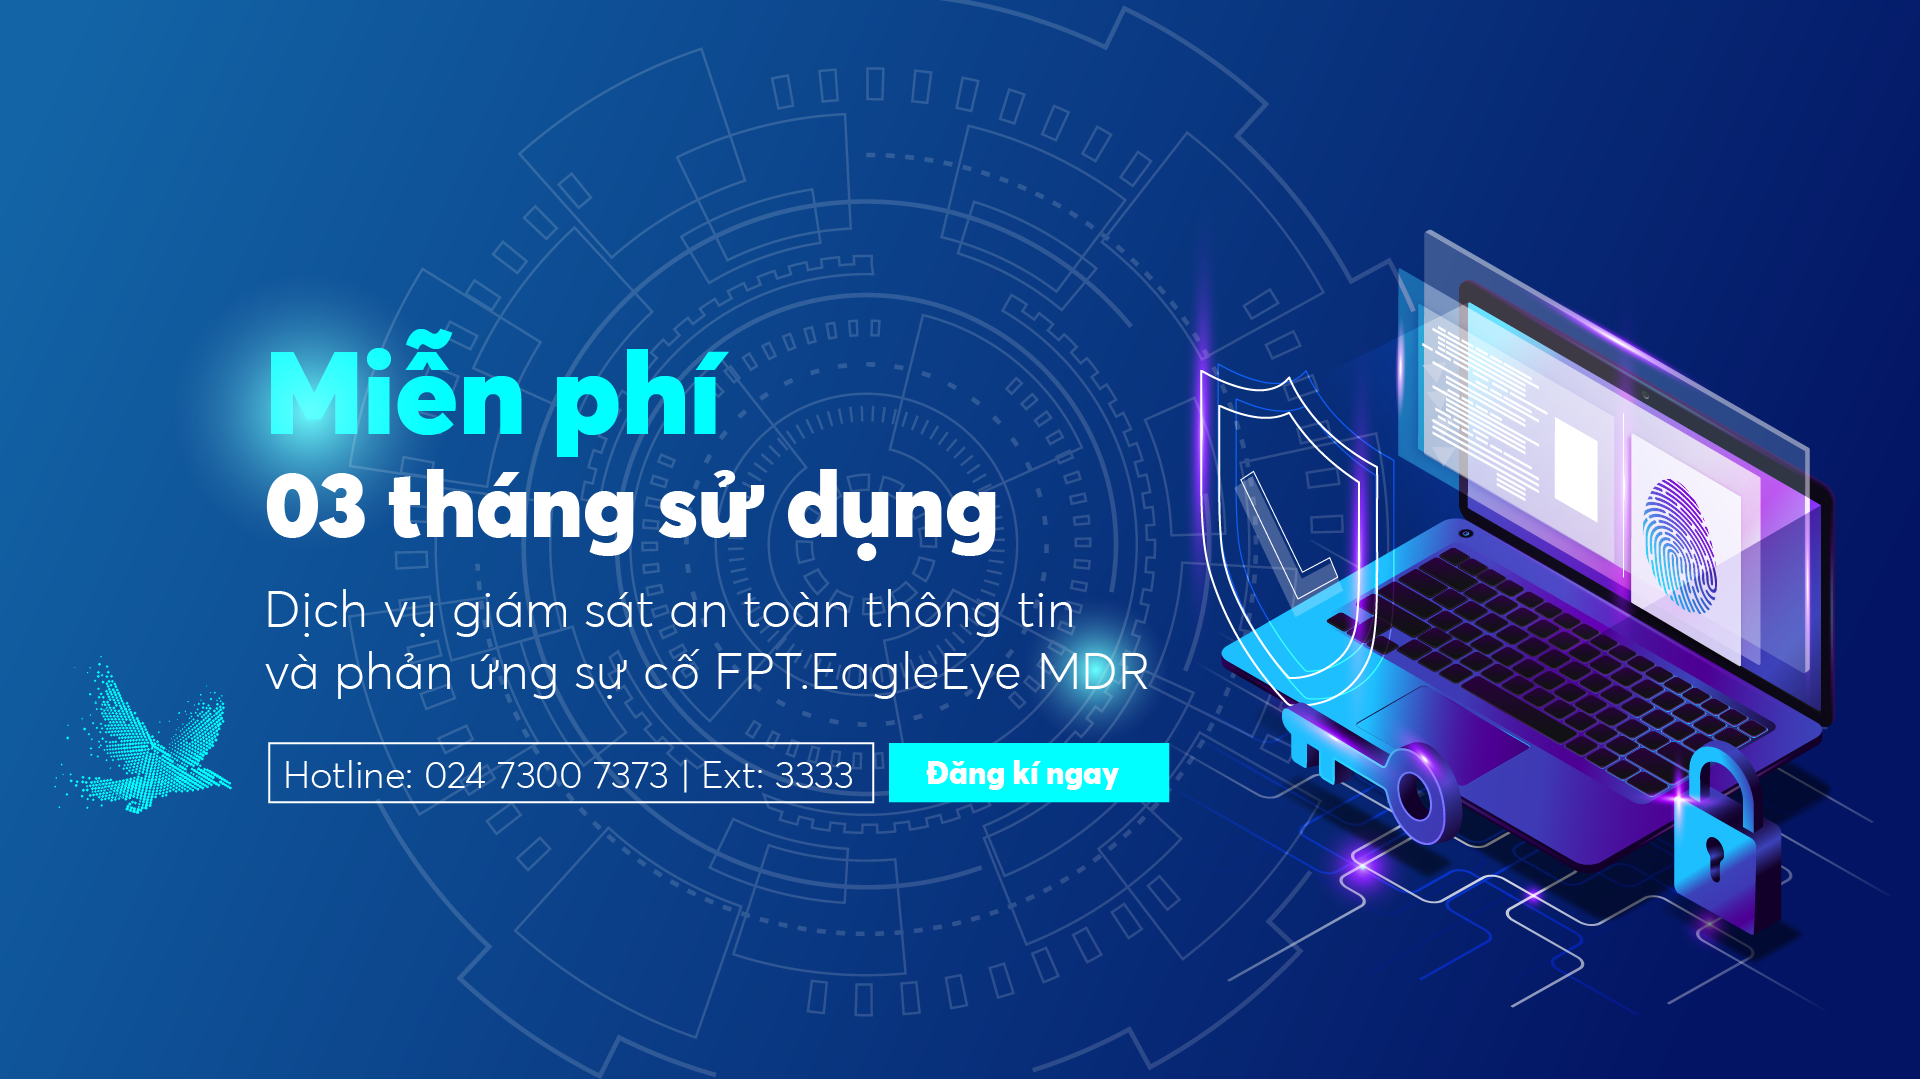 Miễn phí
03 tháng sử dụng
Dịch vụ giám sát an toàn thông tin
và phản ứng sự cố FPT.EagleEye MDR
Hotline: 024 7300 7373 | Ext: 3333
Đăng kí ngay